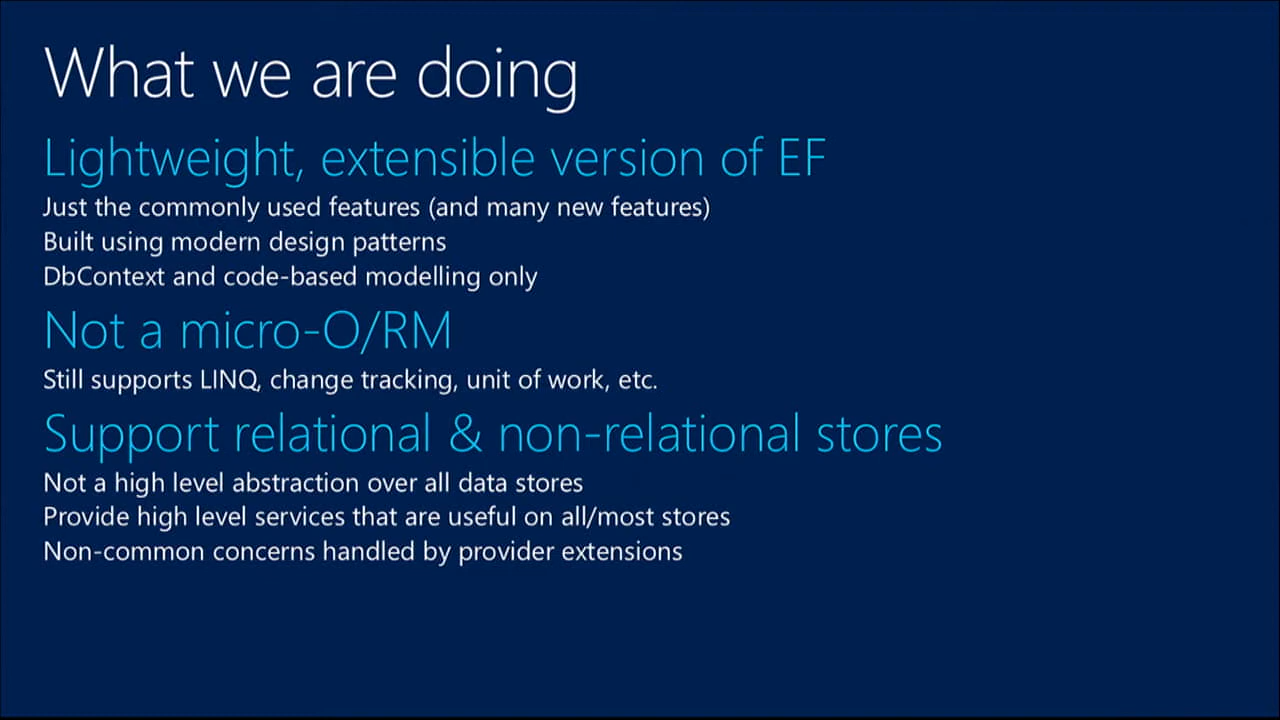 What we are doing
Lightweight, extensible version of EF
Just the commonly used features (and many new features)
Built using modern design patterns
DbContext and code-based modelling only
Not a micro-O/RM
Still supports LINQ, change tracking, unit of work, etc.
Support relational & non-relational stores
Not a high level abstraction over all data stores
Provide high level services that are useful on all/most stores
Non-common concerns handled by provider extensions